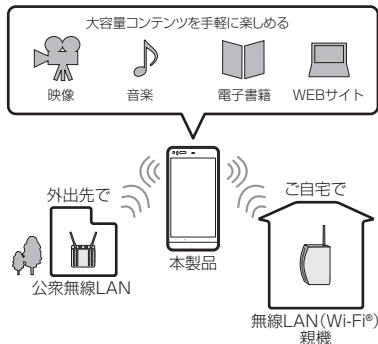 大容量コンテンツを手軽に楽しめる
映像 音楽 電子書籍 WEBサイト
外出先で
ご自宅で
本製品
公衆無線LAN
無線LAN(Wi-Fi®)
親機